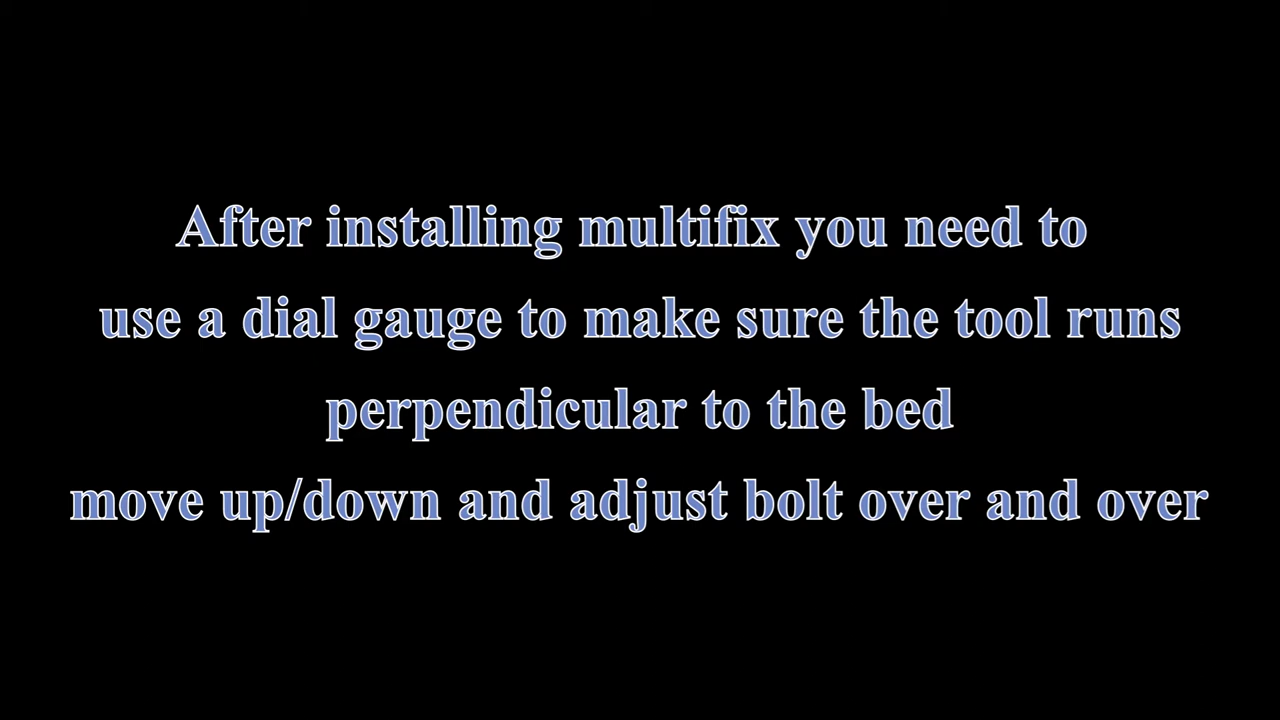 After installing multifix you need to
use a dial gauge to make sure the tool runs
perpendicular to the bed
move up/down and adjust bolt over and over